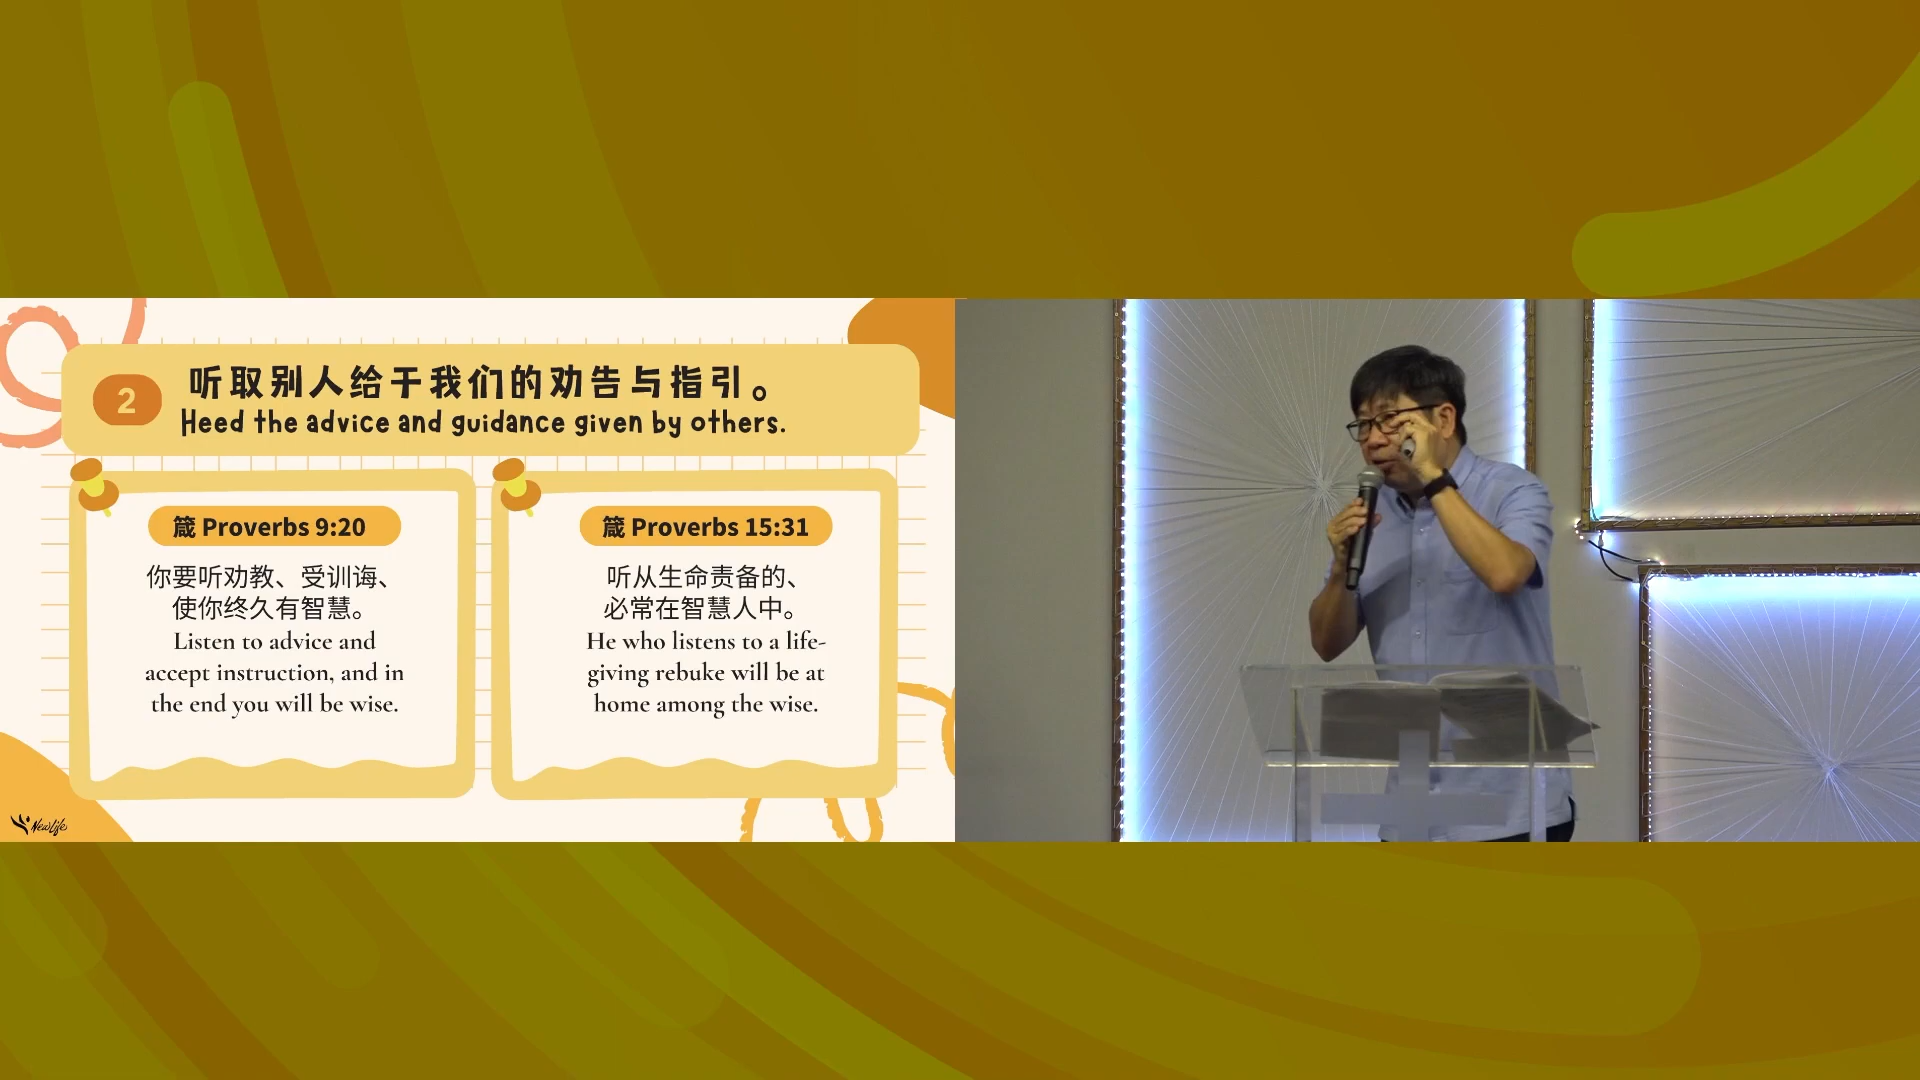 2
听取别人给于我们的劝告与指引。
Heed the advice and guidance given by others.
箴 Proverbs 9:20
你要听劝教、受训诲、
使你终久有智慧。
Listen to advice and
accept instruction, and in
the end you will be wise.
箴 Proverbs 15:31
听从生命责备的、
必常在智慧人中。
He who listens to a life-
giving rebuke will be at
home among the wise.
NewLife